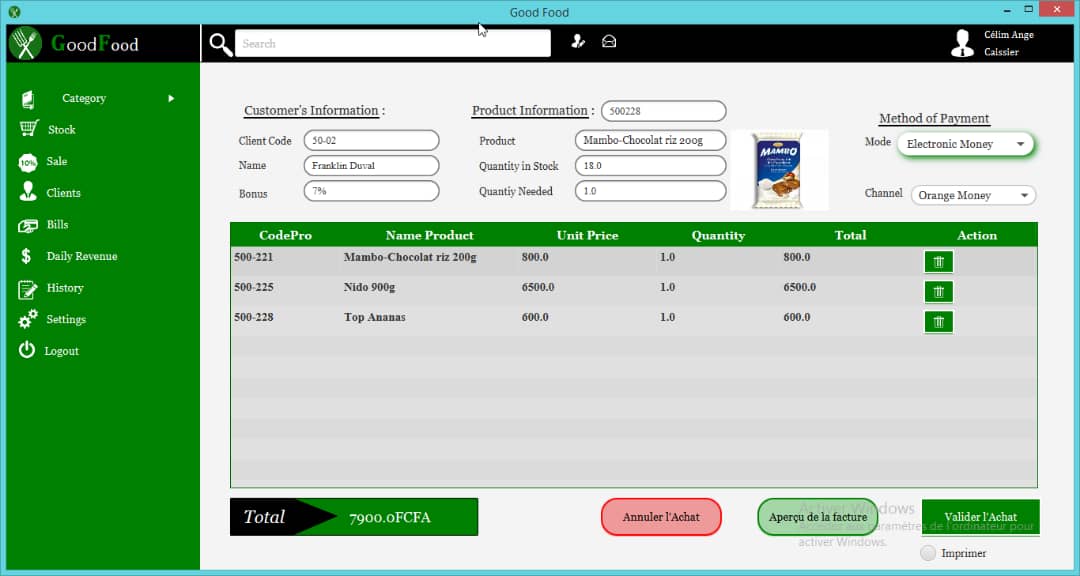 Good Food
GoodFood
Search
Célim Ange
Caissier
Category
Stock
10%
Sale
Clients
Bills
Daily Revenue
History
Settings
Logout
Customer's Information :
Client Code
50-02
Name
Franklin Duval
Bonus
7%
Product Information :
500228
Product
Mambo-Chocolat riz 200g
Quantity in Stock
18.0
Quantiy Needed
1.0
MAMBO
Method of Payment
Mode
Electronic Money
Channel
Orange Money
CodePro Name Product Unit Price Quantity Total Action
500-221 Mambo-Chocolat riz 200g 800.0 1.0 800.0
500-225 Nido 900g 6500.0 1.0 6500.0
500-228 Top Ananas 600.0 1.0 600.0
Total 7900.0FCFA
Annuler l'Achat
Aperçu de la facture
Valider l'Achat
Activer Windows
Accédez aux paramètres de l'ordinateur pour
activer Windows.
Imprimer